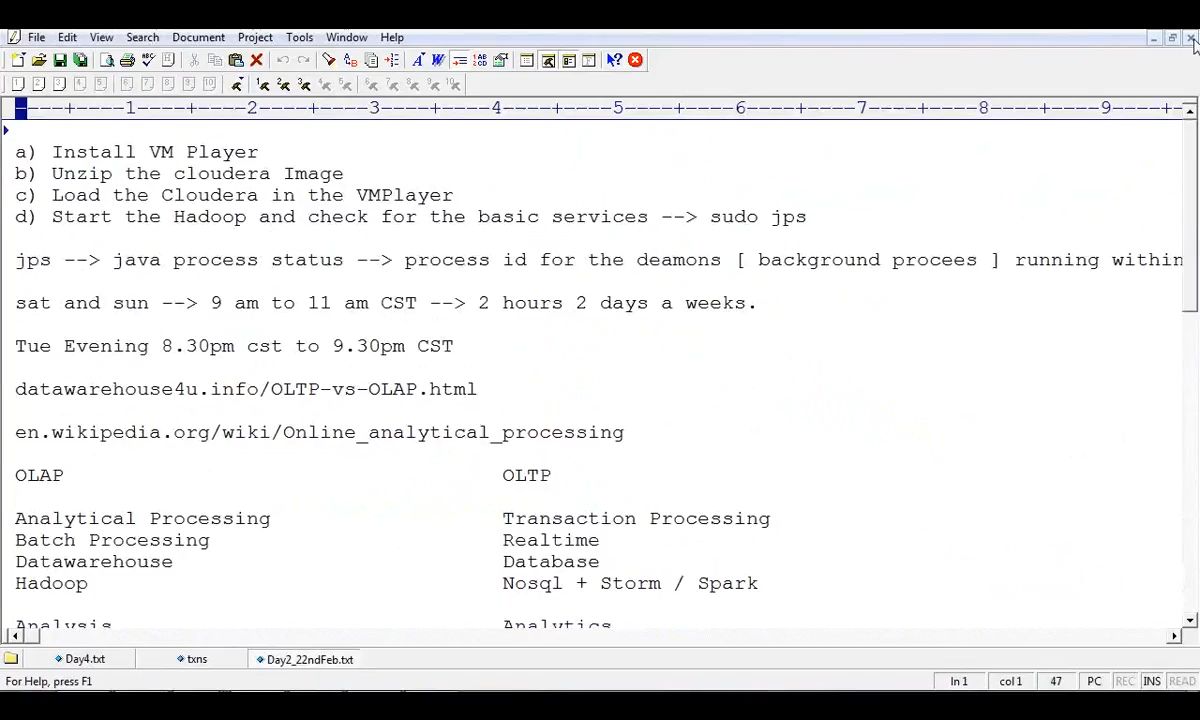 File Edit View Search Document Project Tools Window Help
----+----1----+----2----+----3----+----4----+----5----+----6----+----7----+----8----+----9----+-
a) Install VM Player
b) Unzip the cloudera Image
c) Load the Cloudera in the VMPlayer
d) Start the Hadoop and check for the basic services --> sudo jps
jps --> java process status --> process id for the deamons [ background procees ] running within
sat and sun --> 9 am to 11 am CST --> 2 hours 2 days a weeks.
Tue Evening 8.30pm cst to 9.30pm CST
datawarehouse4u.info/OLTP-vs-OLAP.html
en.wikipedia.org/wiki/Online_analytical_processing
OLAP OLTP
Analytical Processing Transaction Processing
Batch Processing Realtime
Datawarehouse Database
Hadoop Nosql + Storm / Spark
Analysis Analytics
Day4.txt txns Day2_22ndFeb.txt
For Help, press F1 ln 1 col 1 47 PC REC INS READ